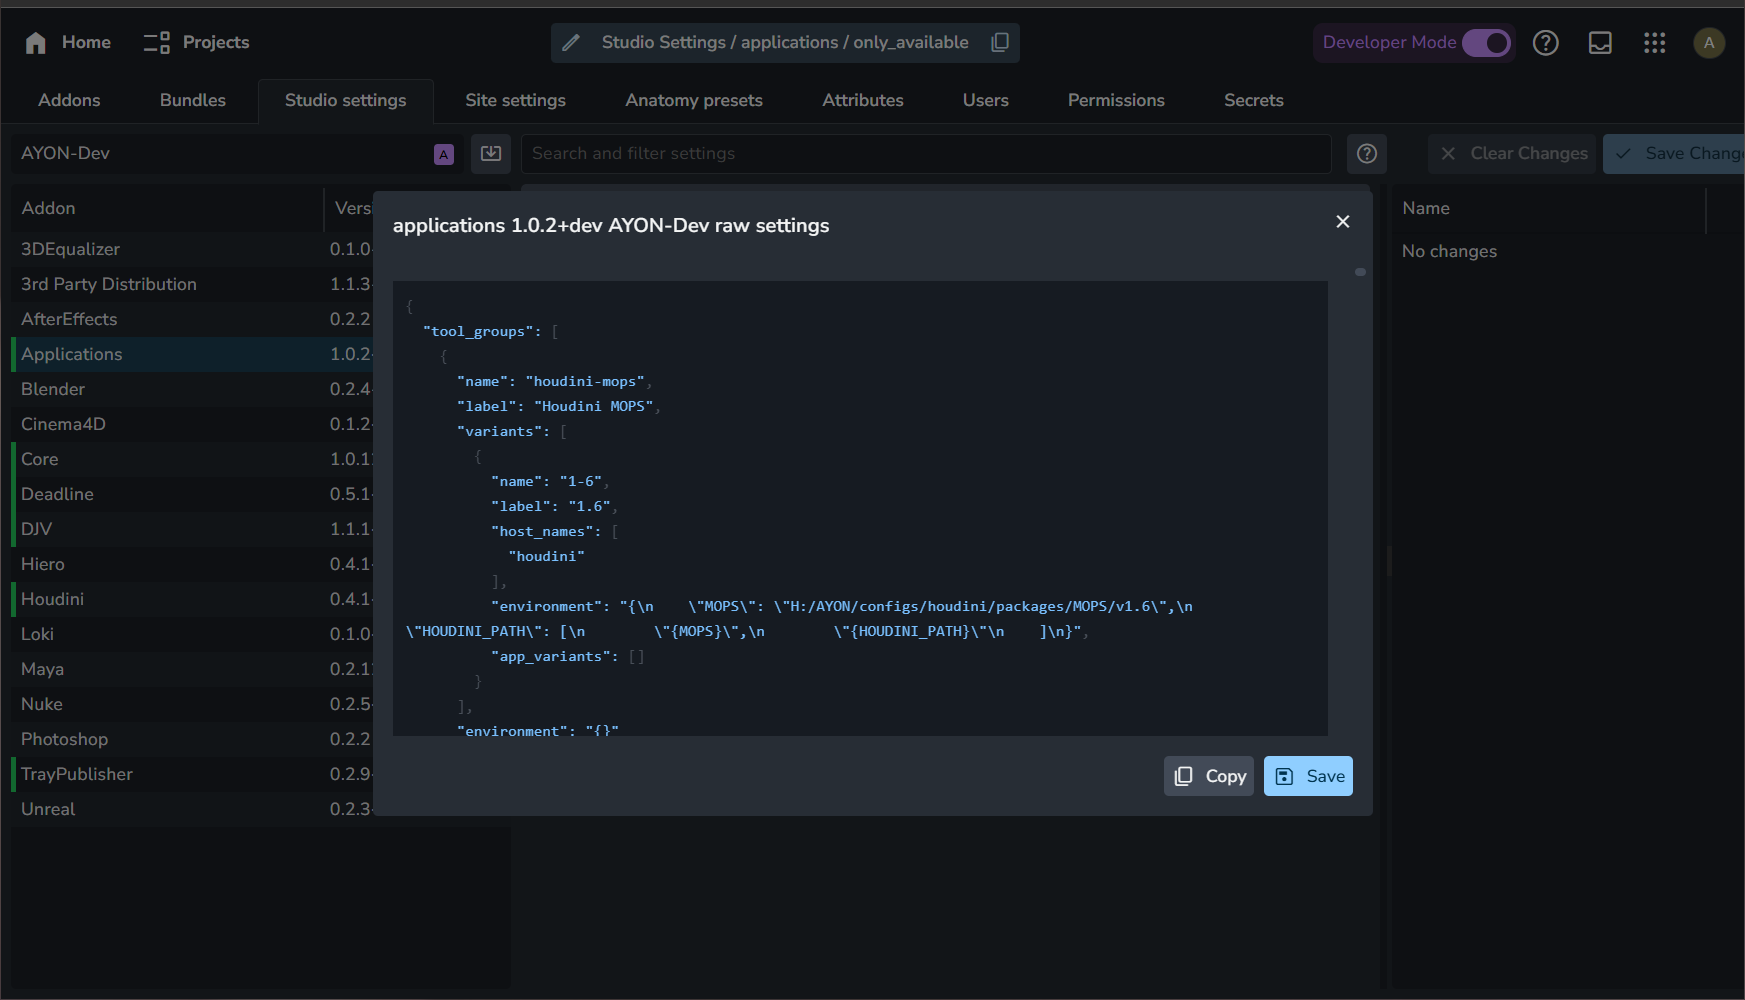 Home
Projects
Studio Settings / applications / only_available
Developer Mode
A
Addons
Bundles
Studio settings
Site settings
Anatomy presets
Attributes
Users
Permissions
Secrets
AYON-Dev
A
Search and filter settings
Clear Changes
Save Change
Addon
Versi
3DEqualizer
0.1.0
3rd Party Distribution
1.1.3
AfterEffects
0.2.2
Applications
1.0.2
Blender
0.2.4
Cinema4D
0.1.2
Core
1.0.1
Deadline
0.5.1
DJV
1.1.1
Hiero
0.4.1
Houdini
0.4.1
Loki
0.1.0
Maya
0.2.1
Nuke
0.2.5
Photoshop
0.2.2
TrayPublisher
0.2.9
Unreal
0.2.3
applications 1.0.2+dev AYON-Dev raw settings
{
"tool_groups": [
{
"name": "houdini-mops",
"label": "Houdini MOPS",
"variants": [
{
"name": "1-6",
"label": "1.6",
"host_names": [
"houdini"
],
"environment": "{\n    \"MOPS\": \"H:/AYON/configs/houdini/packages/MOPS/v1.6\",\n
\"HOUDINI_PATH\": [\n        \"{MOPS}\",\n        \"{HOUDINI_PATH}\"\n    ]\n}",
"app_variants": []
}
],
"environment": "{}"
Copy
Save
Name
No changes